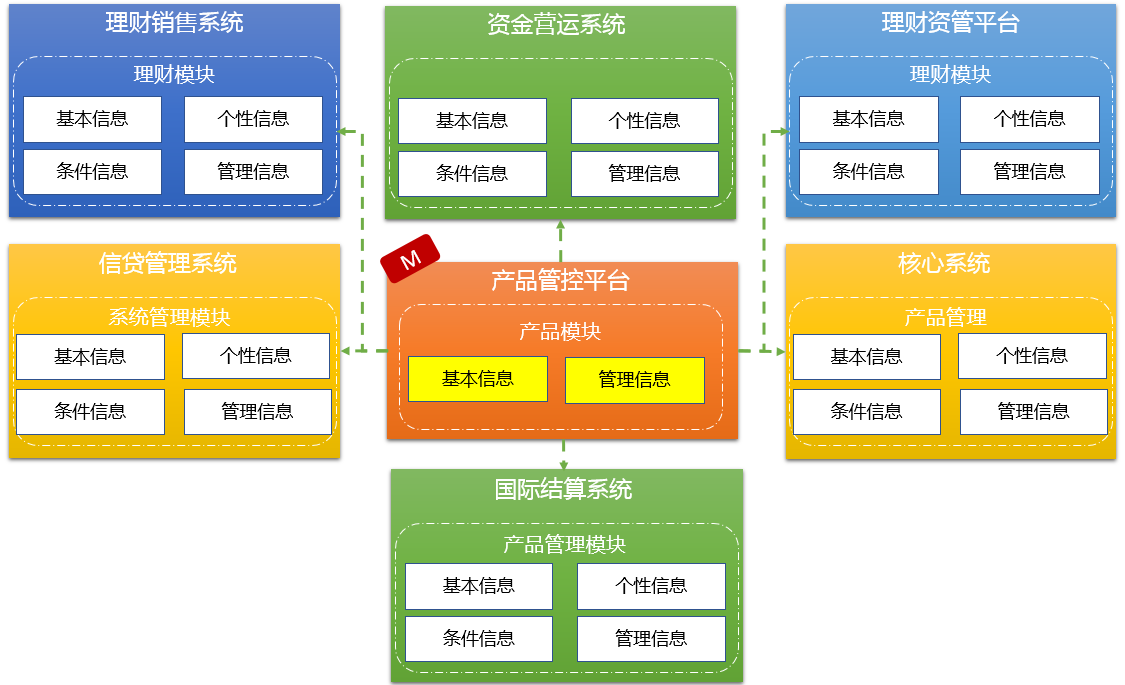 理财销售系统
理财模块
基本信息
个性信息
条件信息
管理信息
资金营运系统
基本信息
个性信息
条件信息
管理信息
理财资管平台
理财模块
基本信息
个性信息
条件信息
管理信息
信贷管理系统
系统管理模块
基本信息
个性信息
条件信息
管理信息
M
产品管控平台
产品模块
基本信息
管理信息
核心系统
产品管理
基本信息
个性信息
条件信息
管理信息
国际结算系统
产品管理模块
基本信息
个性信息
条件信息
管理信息